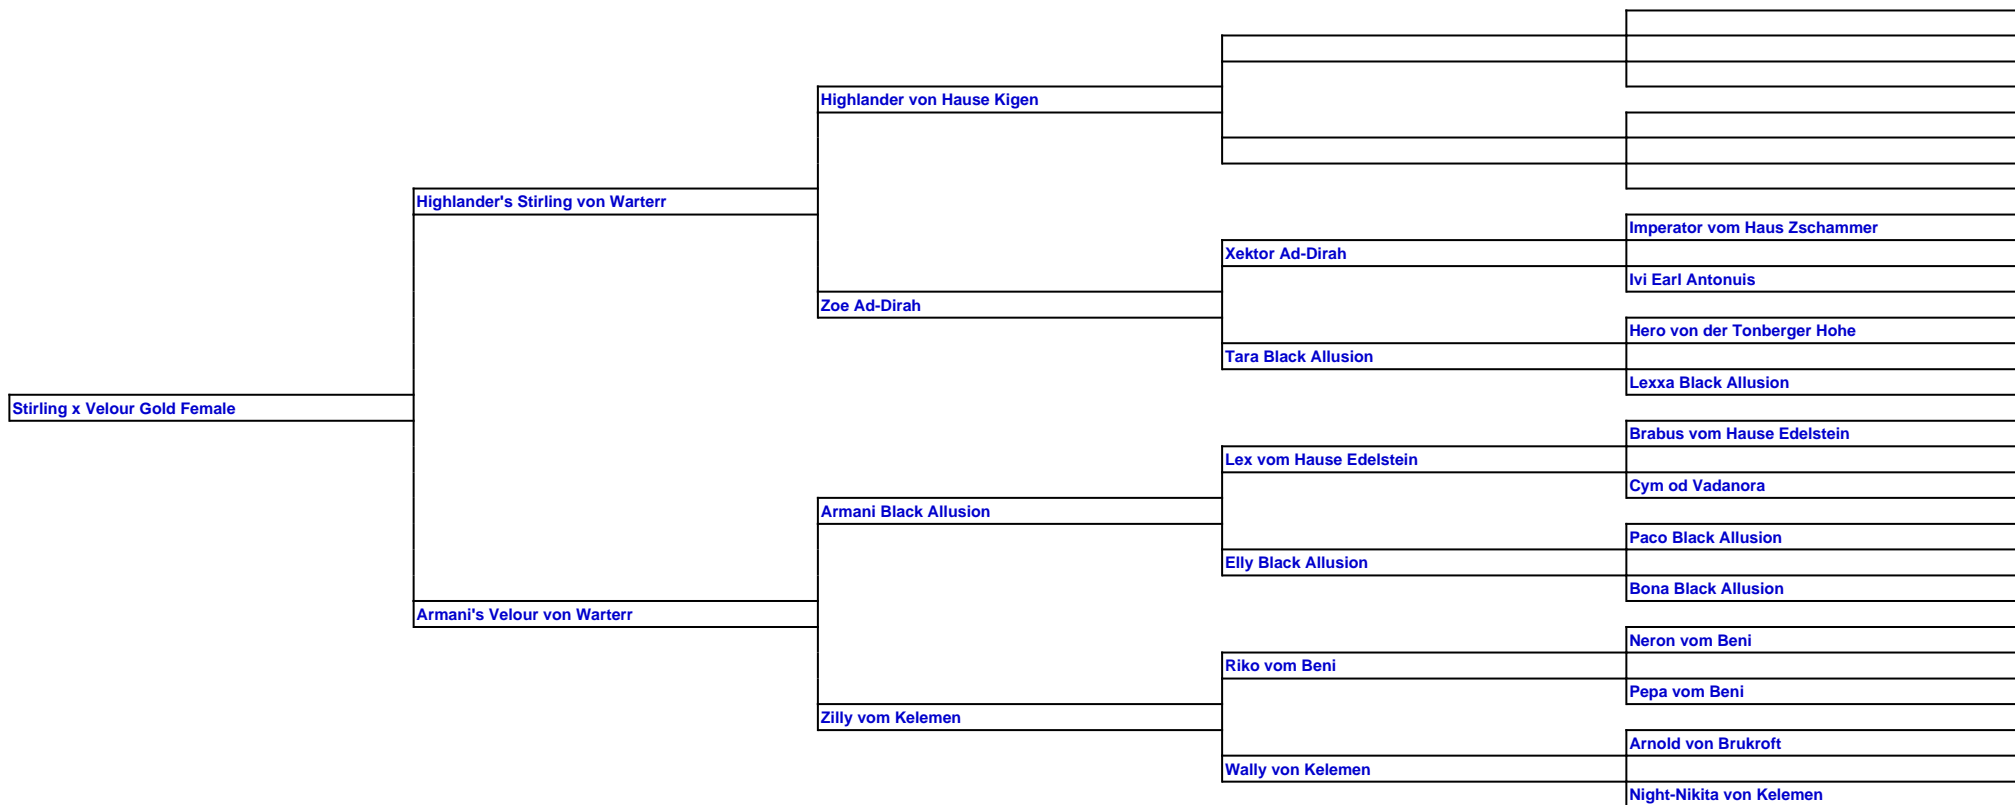 Highlander von Hause Kigen
Highlander's Stirling von Warterr
Imperator vom Haus Zschammer
Xektor Ad-Dirah
Ivi Earl Antonuis
Zoe Ad-Dirah
Hero von der Tonberger Hohe
Tara Black Allusion
Lexxa Black Allusion
Stirling x Velour Gold Female
Brabus vom Hause Edelstein
Lex vom Hause Edelstein
Cym od Vadanora
Armani Black Allusion
Paco Black Allusion
Elly Black Allusion
Bona Black Allusion
Armani's Velour von Warterr
Neron vom Beni
Riko vom Beni
Pepa vom Beni
Zilly vom Kelemen
Arnold von Brukroft
Wally von Kelemen
Night-Nikita von Kelemen